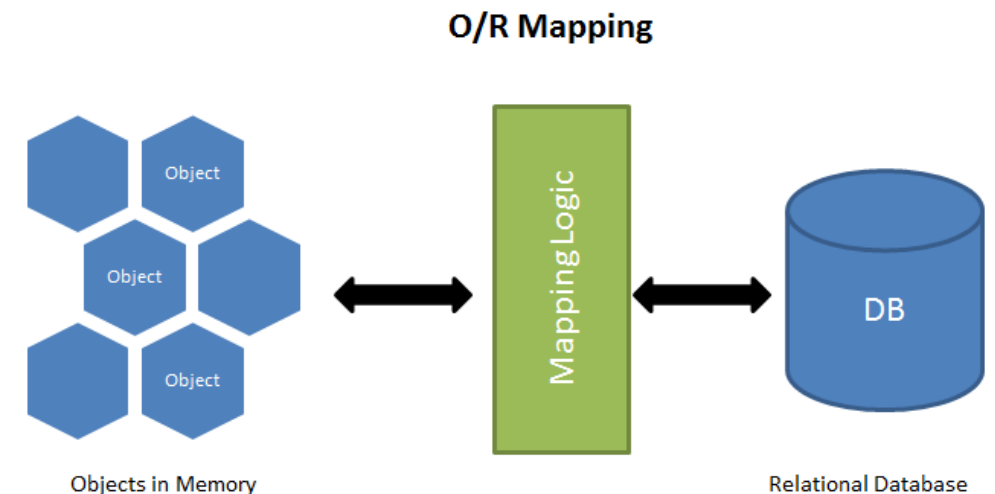 O/R Mapping
Object
Object
Object
Mapping Logic
DB
Objects in Memory
Relational Database